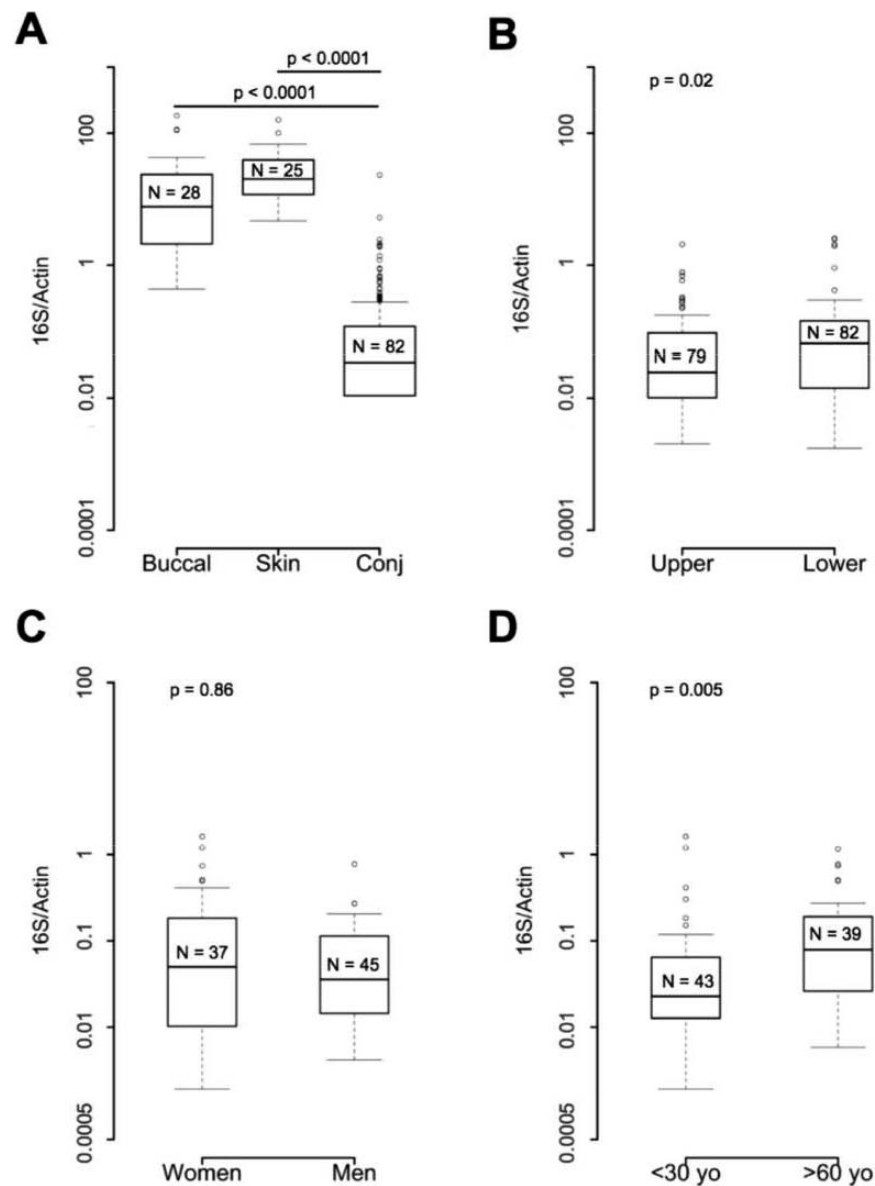 A
p < 0.0001
p < 0.0001
100
1
0.01
0.0001
16S/Actin
N = 28
N = 25
N = 82
Buccal
Skin
Conj
B
p = 0.02
100
1
0.01
0.0001
16S/Actin
N = 79
N = 82
Upper
Lower
C
p = 0.86
100
1
0.1
0.01
0.0005
16S/Actin
N = 37
N = 45
Women
Men
D
p = 0.005
100
1
0.1
0.01
0.0005
16S/Actin
N = 43
N = 39
<30 yo
>60 yo